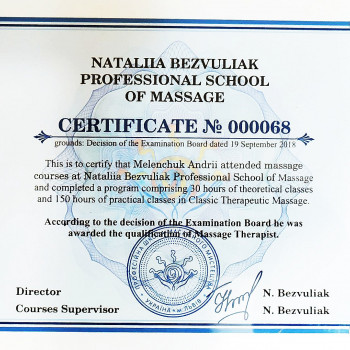 NATALIIA BEZVULIAK
PROFESSIONAL SCHOOL
OF MASSAGE
CERTIFICATE № 000068
grounds: Decision of the Examination Board dated 19 September 2018
This is to certify that Melenchuk Andrii attended massage
courses at Nataliia Bezvuliak Professional School of Massage
and completed a program comprising 30 hours of theoretical classes
and 150 hours of practical classes in Classic Therapeutic Massage.
According to the decision of the Examination Board he was
awarded the qualification of Massage Therapist.
Director N. Bezvuliak
Courses Supervisor N. Bezvuliak